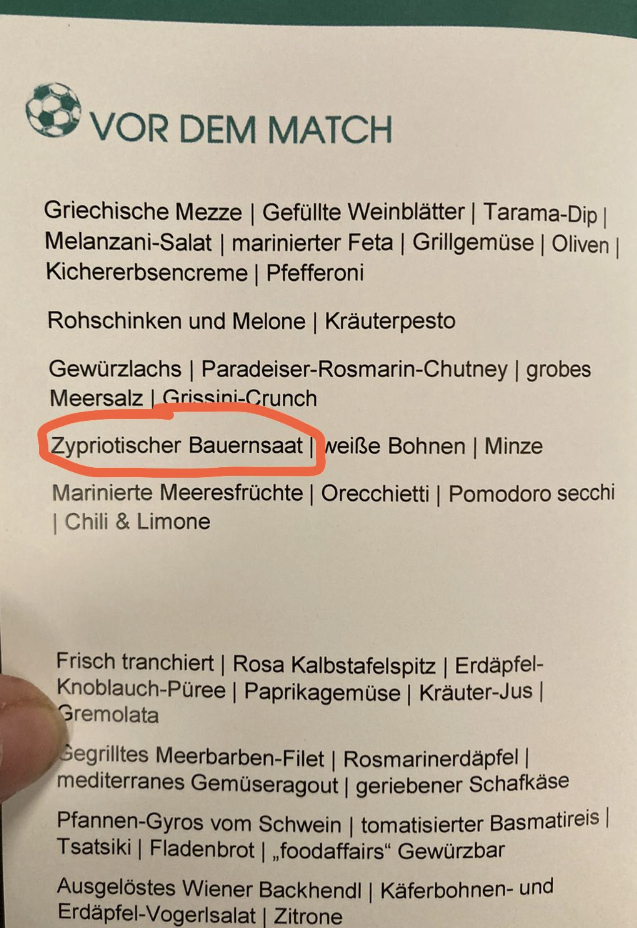 VOR DEM MATCH
Griechische Mezze | Gefüllte Weinblätter | Tarama-Dip |
Melanzani-Salat | marinierter Feta | Grillgemüse | Oliven |
Kichererbsencreme | Pfefferoni
Rohschinken und Melone | Kräuterpesto
Gewürzlachs | Paradeiser-Rosmarin-Chutney | grobes
Meersalz | Grissini-Crunch
Zypriotischer Bauernsaat | weiße Bohnen | Minze
Marinierte Meeresfrüchte | Orecchietti | Pomodoro secchi
| Chili & Limone
Frisch tranchiert | Rosa Kalbstafelspitz | Erdäpfel-
Knoblauch-Püree | Paprikagemüse | Kräuter-Jus |
Gremolata
Gegrilltes Meerbarben-Filet | Rosmarinerdäpfel |
mediterranes Gemüseragout | geriebener Schafkäse
Pfannen-Gyros vom Schwein | tomatisierter Basmatireis |
Tsatsiki | Fladenbrot | „foodaffairs“ Gewürzbar
Ausgelöstes Wiener Backhendl | Käferbohnen- und
Erdäpfel-Vogerlsalat | Zitrone